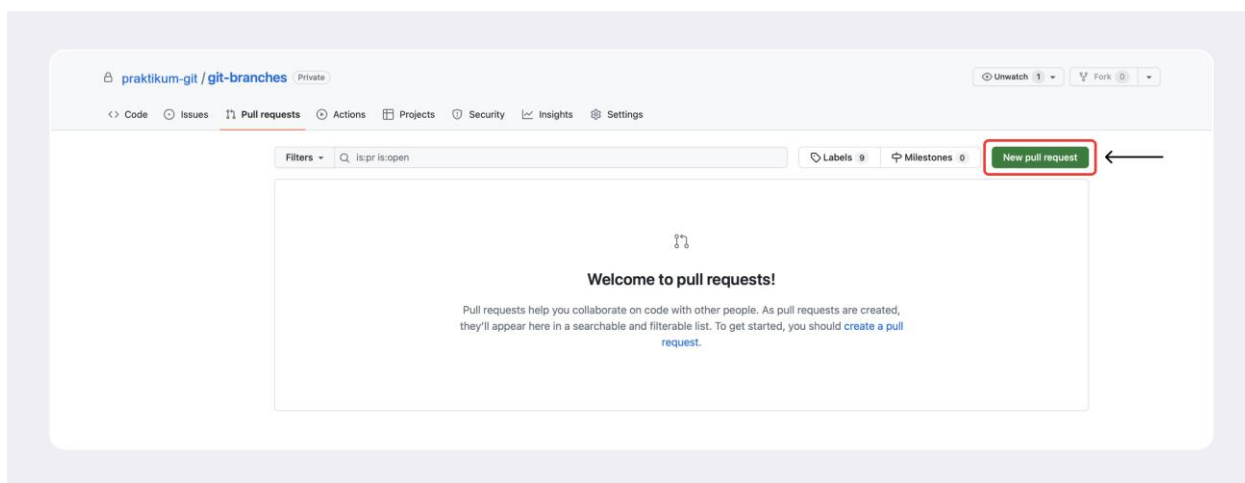 praktikum-git / git-branches Private
Unwatch 1 Fork 0
Code Issues Pull requests Actions Projects Security Insights Settings
Filters is:pr is:open Labels 9 Milestones 0 New pull request
Welcome to pull requests!
Pull requests help you collaborate on code with other people. As pull requests are created,
they'll appear here in a searchable and filterable list. To get started, you should create a pull
request.